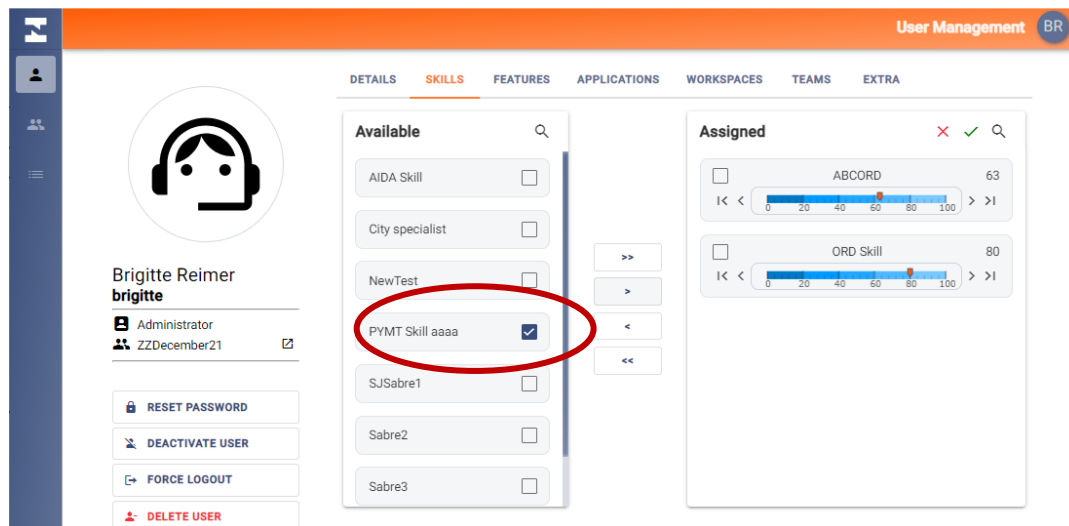 User Management BR
DETAILS SKILLS FEATURES APPLICATIONS WORKSPACES TEAMS EXTRA
Brigitte Reimer
brigitte
Administrator
ZZDecember21
RESET PASSWORD
DEACTIVATE USER
FORCE LOGOUT
DELETE USER
Available
AIDA Skill
City specialist
NewTest
PYMT Skill aaaa
SJSabre1
Sabre2
Sabre3
>>
>
<
<<
Assigned
ABCORD 63
0 20 40 60 80 100
ORD Skill 80
0 20 40 60 80 100